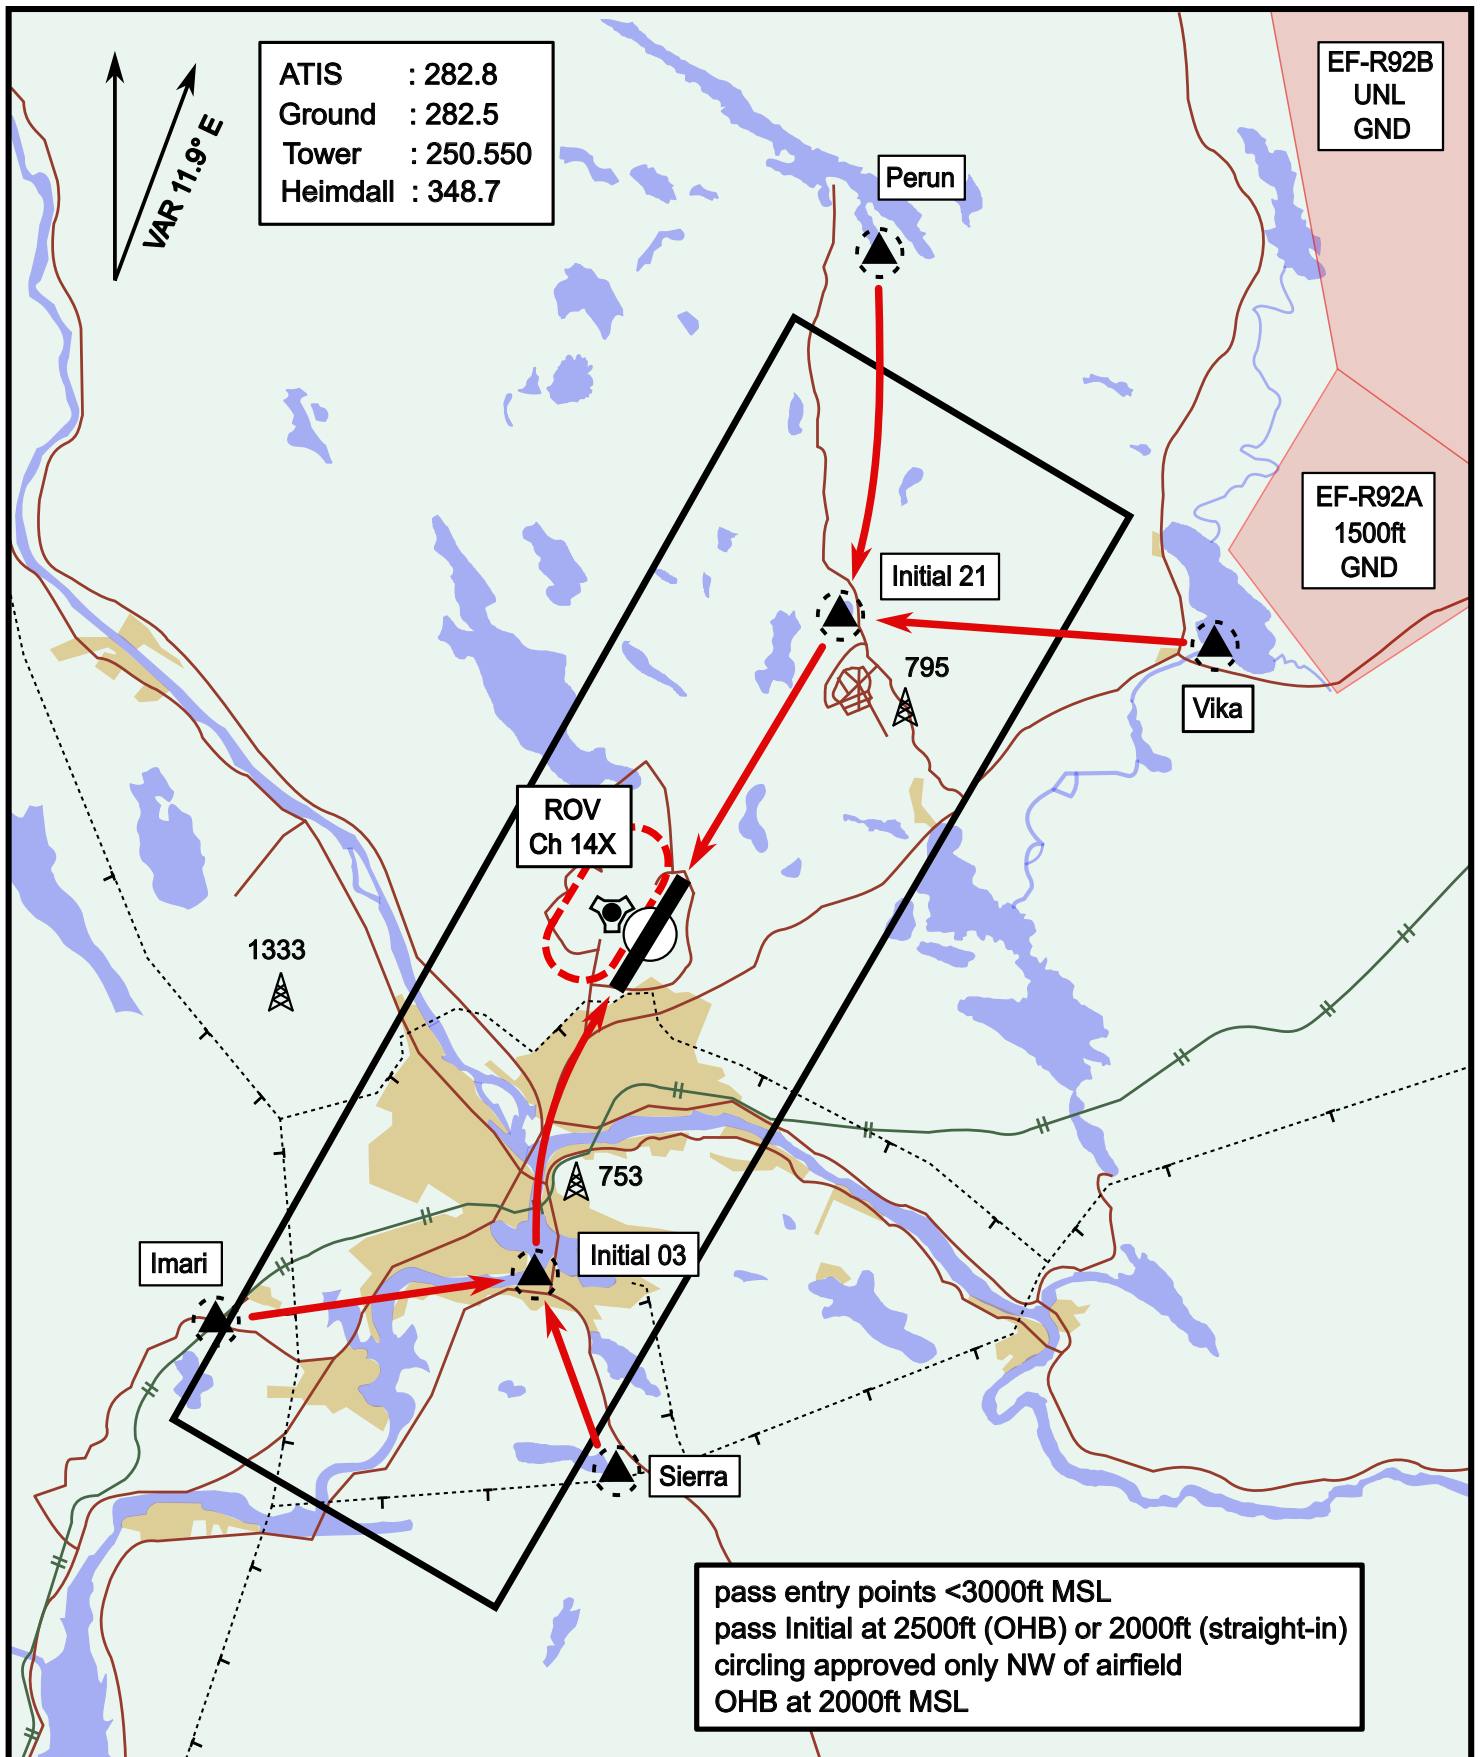 VAR 11.9° E
ATIS : 282.8
Ground : 282.5
Tower : 250.550
Heimdall : 348.7
EF-R92B
UNL
GND
Perun
EF-R92A
1500ft
GND
Initial 21
795
Vika
ROV
Ch 14X
1333
753
Imari
Initial 03
Sierra
pass entry points <3000ft MSL
pass Initial at 2500ft (OHB) or 2000ft (straight-in)
circling approved only NW of airfield
OHB at 2000ft MSL